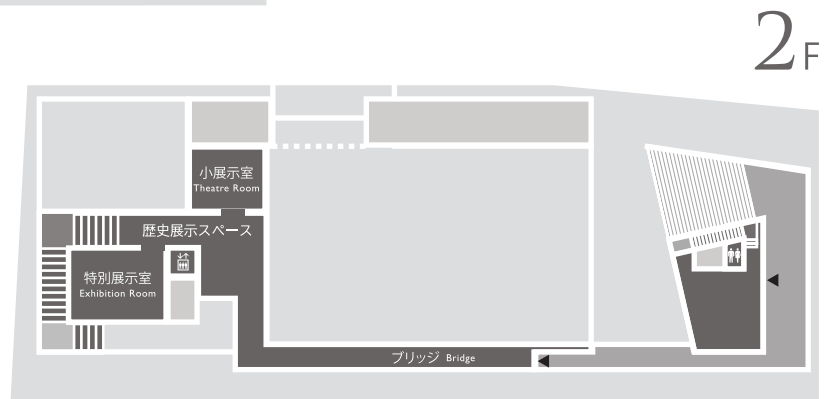 2F
小展示室
Theatre Room
歴史展示スペース
特別展示室
Exhibition Room
ブリッジ Bridge